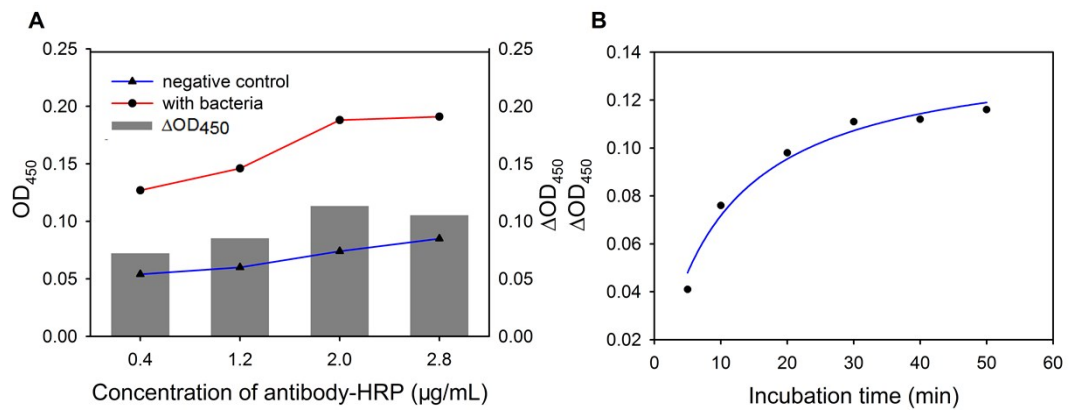 A
B
0.25
0.20
0.15
0.10
0.05
0.00
OD450
negative control
with bacteria
ΔOD450
0.25
0.20
0.15
0.10
0.05
0.00
ΔOD450
0.4 1.2 2.0 2.8
Concentration of antibody-HRP (µg/mL)
ΔOD450
0.14
0.12
0.10
0.08
0.06
0.04
0.02
0 10 20 30 40 50 60
Incubation time (min)